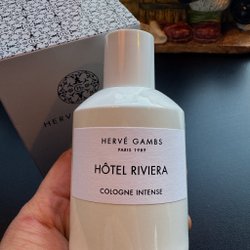 HERVÉ
HERVÉ GAMBS
PARIS 1989
HÔTEL RIVIERA
COLOGNE INTENSE